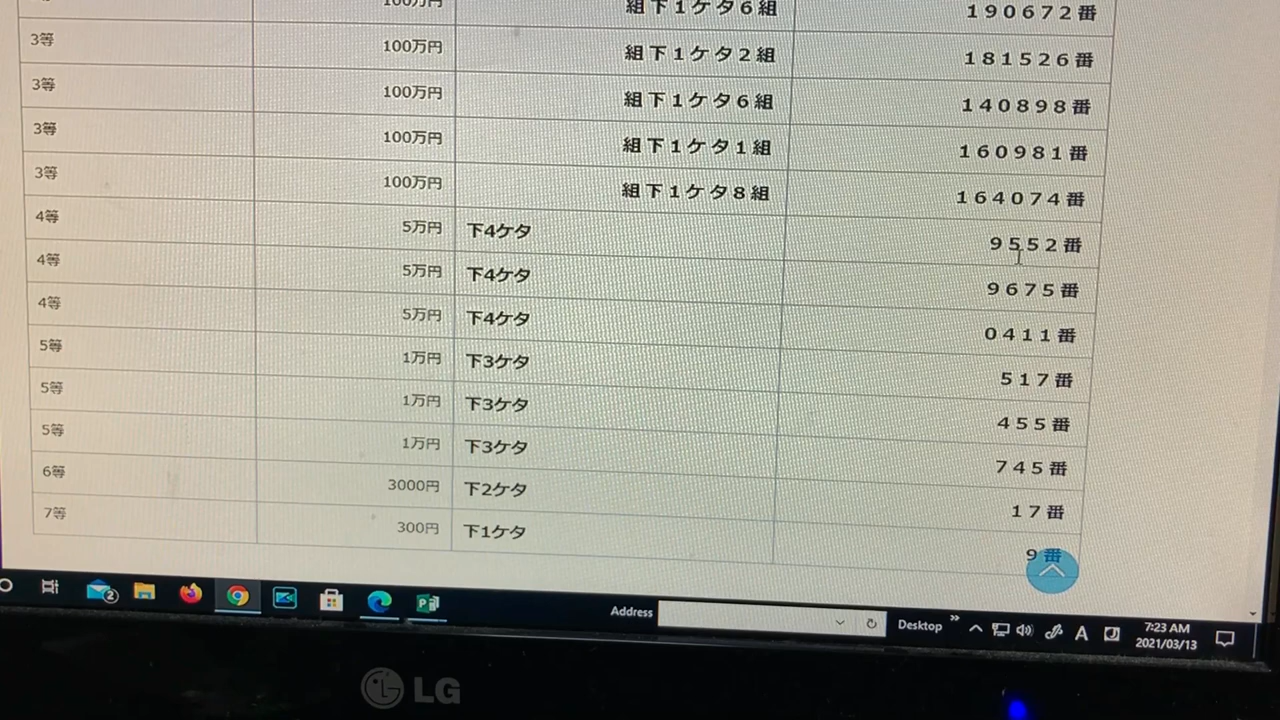 100万円 組下1ケタ6組 190672番
3等 100万円 組下1ケタ2組 181526番
3等 100万円 組下1ケタ6組 140898番
3等 100万円 組下1ケタ1組 160981番
3等 100万円 組下1ケタ8組 164074番
4等 5万円 下4ケタ 9552番
4等 5万円 下4ケタ 9675番
4等 5万円 下4ケタ 0411番
5等 1万円 下3ケタ 517番
5等 1万円 下3ケタ 455番
5等 1万円 下3ケタ 745番
6等 3000円 下2ケタ 17番
7等 300円 下1ケタ 9番
2
Address
Desktop
A
7:23 AM
2021/03/13
LG